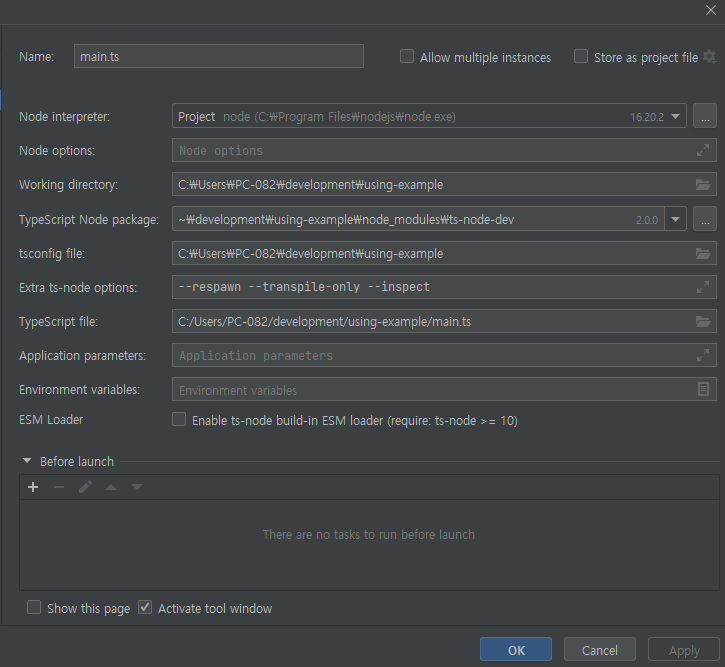 Name: main.ts Allow multiple instances Store as project file
Node interpreter: Project node (C:₩Program Files₩nodejs₩node.exe) 16.20.2 ...
Node options: Node options
Working directory: C:₩Users₩PC-082₩development₩using-example
TypeScript Node package: ~₩development₩using-example₩node_modules₩ts-node-dev 2.0.0 ...
tsconfig file: C:₩Users₩PC-082₩development₩using-example
Extra ts-node options: --respawn --transpile-only --inspect
TypeScript file: C:/Users/PC-082/development/using-example/main.ts
Application parameters: Application parameters
Environment variables: Environment variables
ESM Loader Enable ts-node build-in ESM loader (require: ts-node >= 10)
Before launch
There are no tasks to run before launch
Show this page Activate tool window
OK Cancel Apply